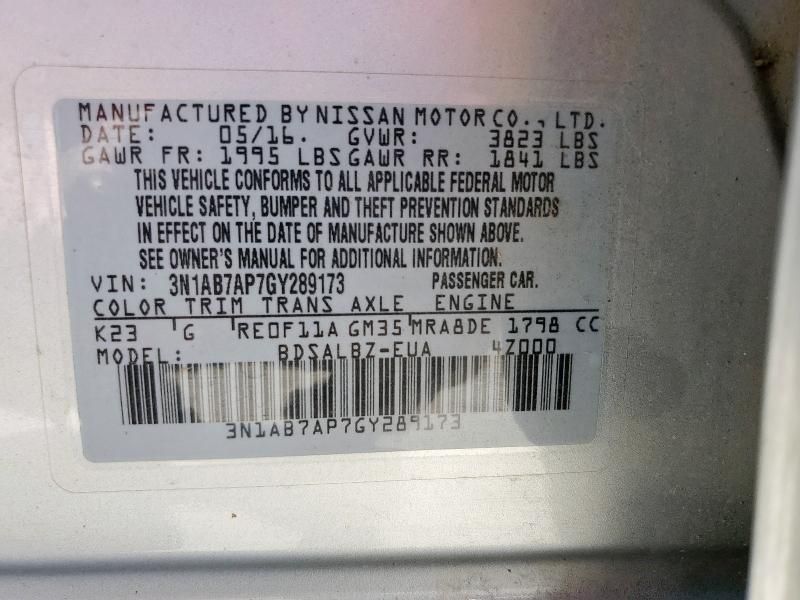 MANUFACTURED BY NISSAN MOTOR CO., LTD.
DATE: 05/16. GVWR: 3823 LBS
GAWR FR: 1995 LBS GAWR RR: 1841 LBS
THIS VEHICLE CONFORMS TO ALL APPLICABLE FEDERAL MOTOR
VEHICLE SAFETY, BUMPER AND THEFT PREVENTION STANDARDS
IN EFFECT ON THE DATE OF MANUFACTURE SHOWN ABOVE.
SEE OWNER'S MANUAL FOR ADDITIONAL INFORMATION.
VIN: 3N1AB7AP7GY289173 PASSENGER CAR.
COLOR TRIM TRANS AXLE ENGINE
K23 G RE0F11A GM35 MRA8DE 1798 CC
MODEL: BDSALBZ-EUA 4Z000
3N1AB7AP7GY289173